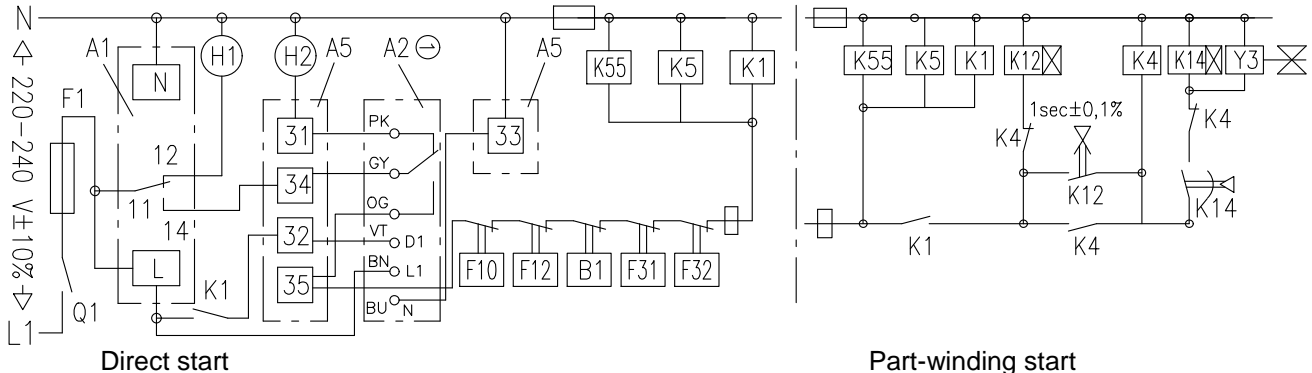 N
220-240 V±10%
L1
F1
Q1
A1
N
H1
H2
A5
A2 1
A5
12
11
14
L
K1
31
34
32
35
PK
GY
OG
VT D1
BN L1
BU N
33
K55 K5 K1
F10 F12 B1 F31 F32
Direct start
K55 K5 K1 K12 K4 K14 Y3
K4
1sec±0,1%
K4
K12
K14
K1
K4
Part-winding start